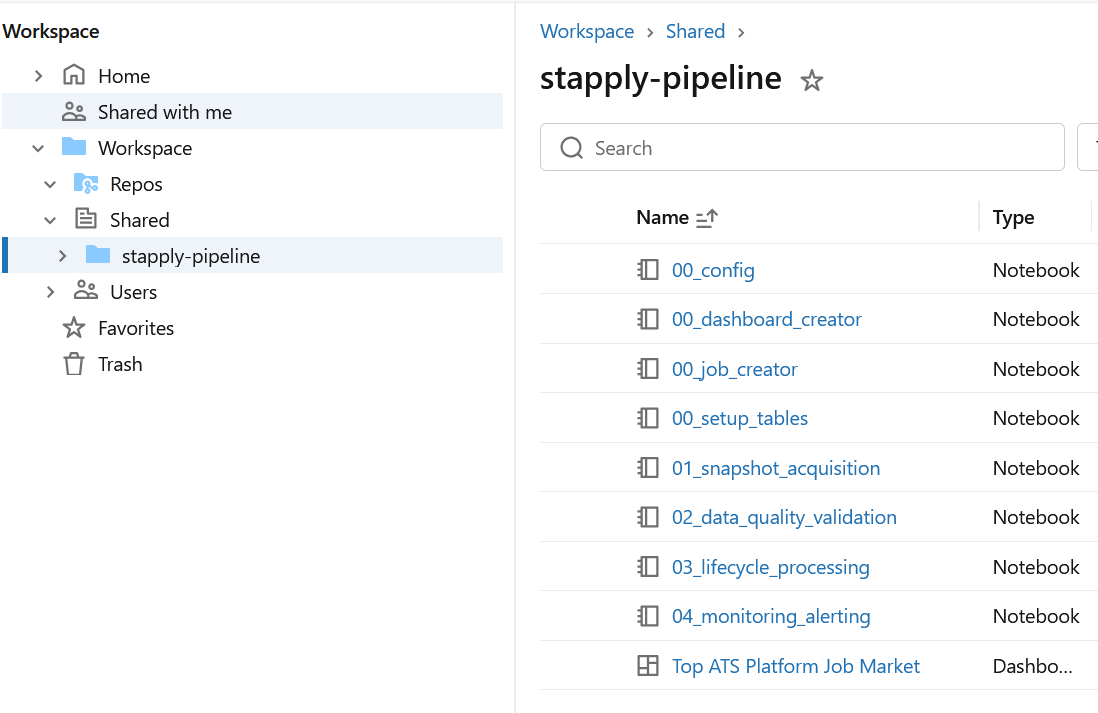 Workspace
Home
Shared with me
Workspace
Repos
Shared
stapply-pipeline
Users
Favorites
Trash
Workspace > Shared >
stapply-pipeline
Search
Name Type
00_config Notebook
00_dashboard_creator Notebook
00_job_creator Notebook
00_setup_tables Notebook
01_snapshot_acquisition Notebook
02_data_quality_validation Notebook
03_lifecycle_processing Notebook
04_monitoring_alerting Notebook
Top ATS Platform Job Market Dashbo...